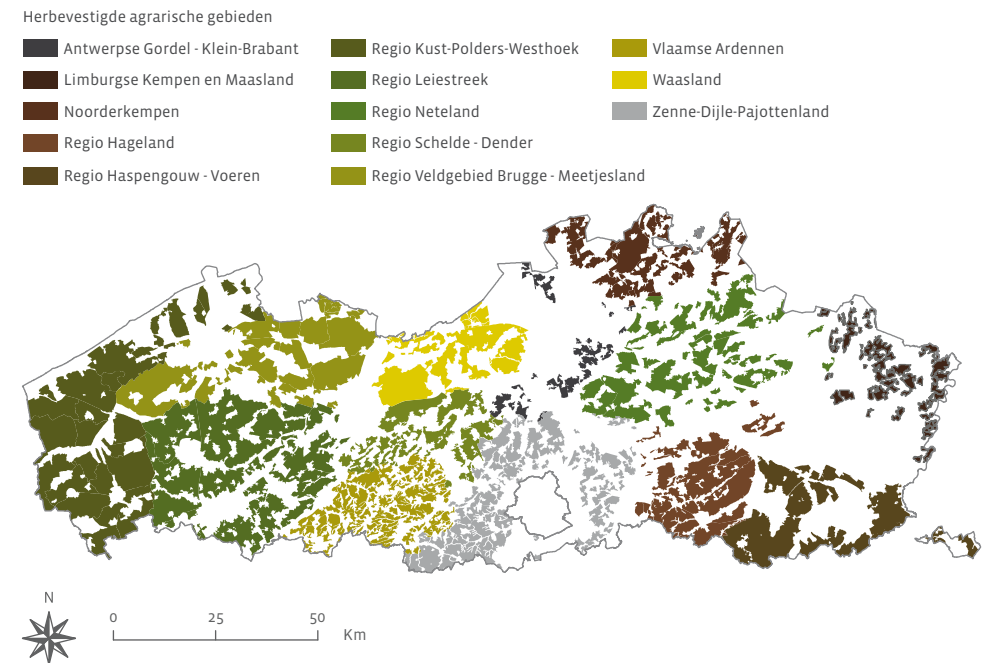 Herbevestigde agrarische gebieden
Antwerpse Gordel - Klein-Brabant
Limburgse Kempen en Maasland
Noorderkempen
Regio Hageland
Regio Haspengouw - Voeren
Regio Kust-Polders-Westhoek
Regio Leiestreek
Regio Neteland
Regio Schelde - Dender
Regio Veldgebied Brugge - Meetjesland
Vlaamse Ardennen
Waasland
Zenne-Dijle-Pajottenland
N
0 25 50
Km